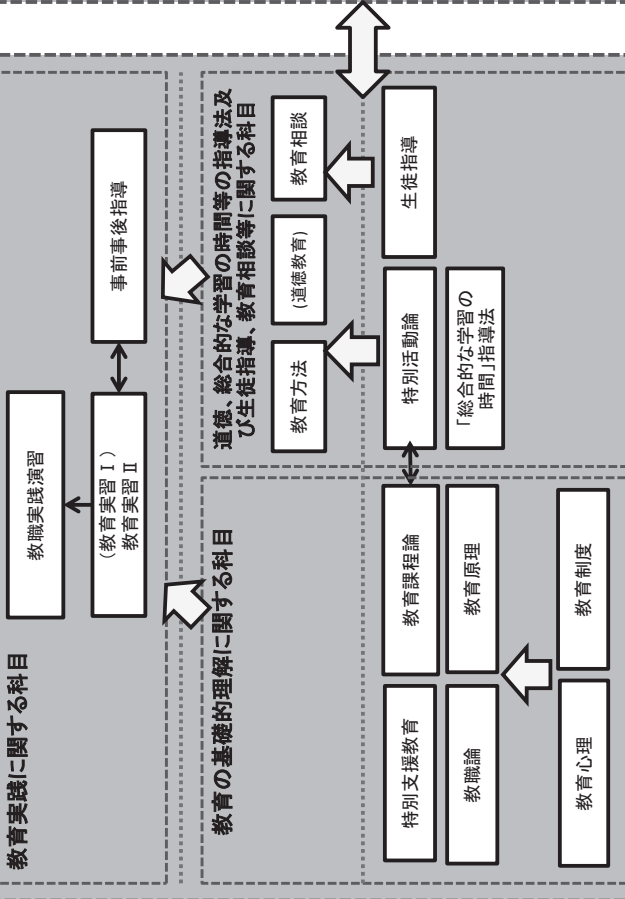 教育実践に関する科目
教職実践演習
(教育実習Ⅰ)
教育実習Ⅱ
事前事後指導
教育の基礎的理解に関する科目
特別支援教育
教育課程論
教職論
教育原理
教育心理
教育制度
道徳、総合的な学習の時間等の指導法及
び生徒指導、教育相談等に関する科目
教育方法
(道徳教育)
教育相談
特別活動論
生徒指導
「総合的な学習の
時間」指導法